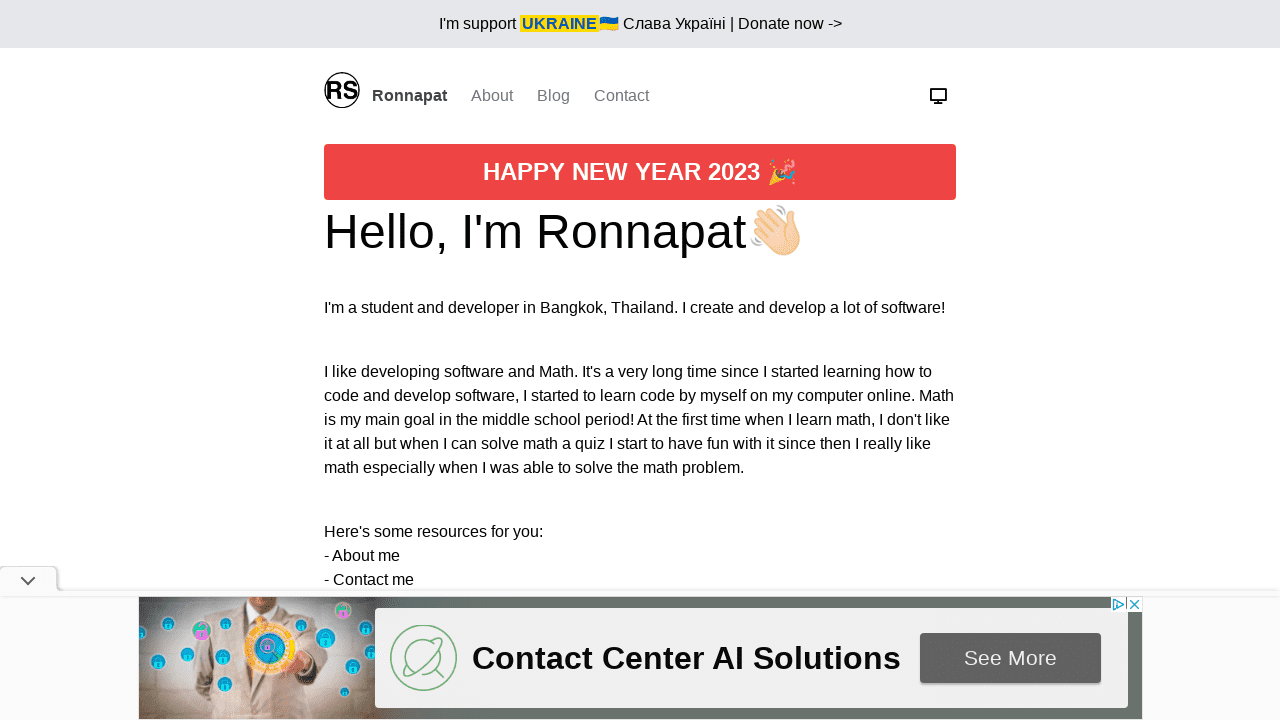 I'm support UKRAINE🇺🇦 Слава Україні | Donate now ->
RS Ronnapat About Blog Contact
HAPPY NEW YEAR 2023 🎉
Hello, I'm Ronnapat👋🏻
I'm a student and developer in Bangkok, Thailand. I create and develop a lot of software!
I like developing software and Math. It's a very long time since I started learning how to
code and develop software, I started to learn code by myself on my computer online. Math
is my main goal in the middle school period! At the first time when I learn math, I don't like
it at all but when I can solve math a quiz I start to have fun with it since then I really like
math especially when I was able to solve the math problem.
Here's some resources for you:
- About me
- Contact me
Contact Center AI Solutions
See More